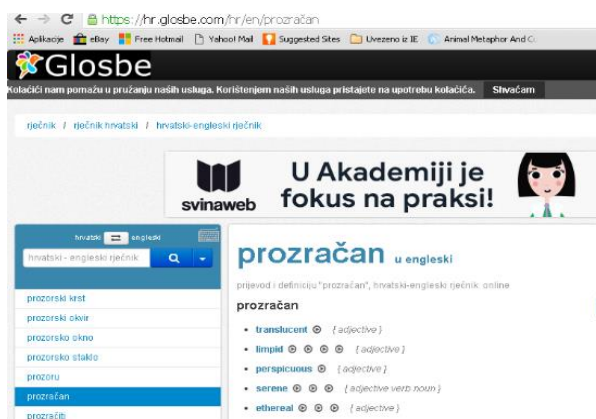 https://hr.glosbe.com/hr/en/prozračan
Aplikacije eBay Free Hotmail Yahoo! Mail Suggested Sites Uvezeno iz IE Animal Metaphor And C
Glosbe
Kolačići nam pomažu u pružanju naših usluga. Korištenjem naših usluga pristajete na upotrebu kolačića. Shvaćam
rječnik / rječnik hrvatski / hrvatski-engleski rječnik
svinaweb
U Akademiji je
fokus na praksi!
hrvatski engleski
hrvatski - engleski rječnik
prozorski krst
prozorski okvir
prozorsko okno
prozorsko staklo
prozoru
prozračan
prozračiti
prozračan u engleski
prijevod i definiciju "prozračan", hrvatski-engleski rječnik online
prozračan
• translucent { adjective }
• limpid { adjective }
• perspicuous { adjective }
• serene { adjective verb noun }
• ethereal { adjective }